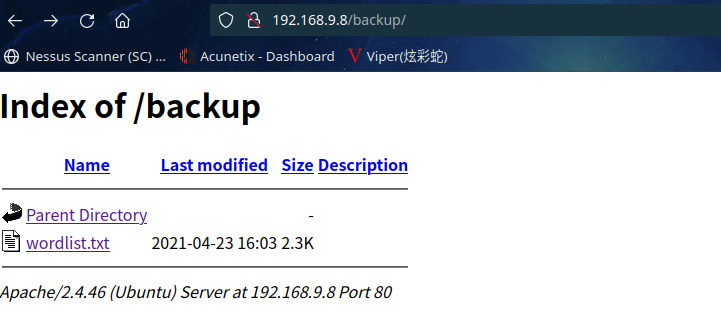 192.168.9.8/backup/
Nessus Scanner (SC) ... Acunetix - Dashboard V Viper(炫彩蛇)
Index of /backup
Name Last modified Size Description
Parent Directory -
wordlist.txt 2021-04-23 16:03 2.3K
Apache/2.4.46 (Ubuntu) Server at 192.168.9.8 Port 80